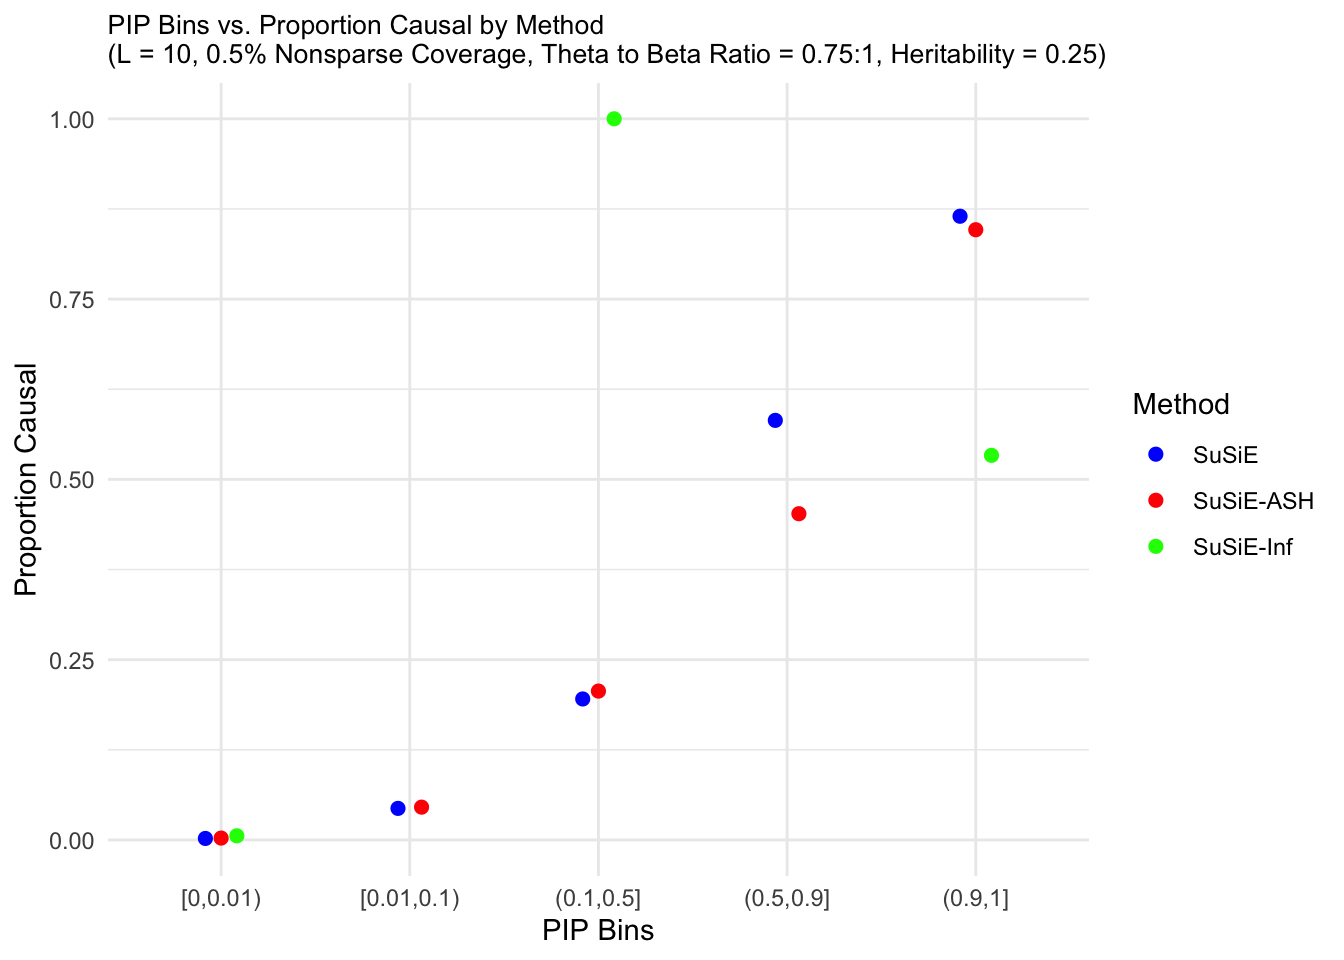 PIP Bins vs. Proportion Causal by Method
(L = 10, 0.5% Nonsparse Coverage, Theta to Beta Ratio = 0.75:1, Heritability = 0.25)
1.00
0.75
0.50
0.25
0.00
Proportion Causal
[0,0.01)
[0.01,0.1)
(0.1,0.5]
(0.5,0.9]
(0.9,1]
PIP Bins
Method
SuSiE
SuSiE-ASH
SuSiE-Inf